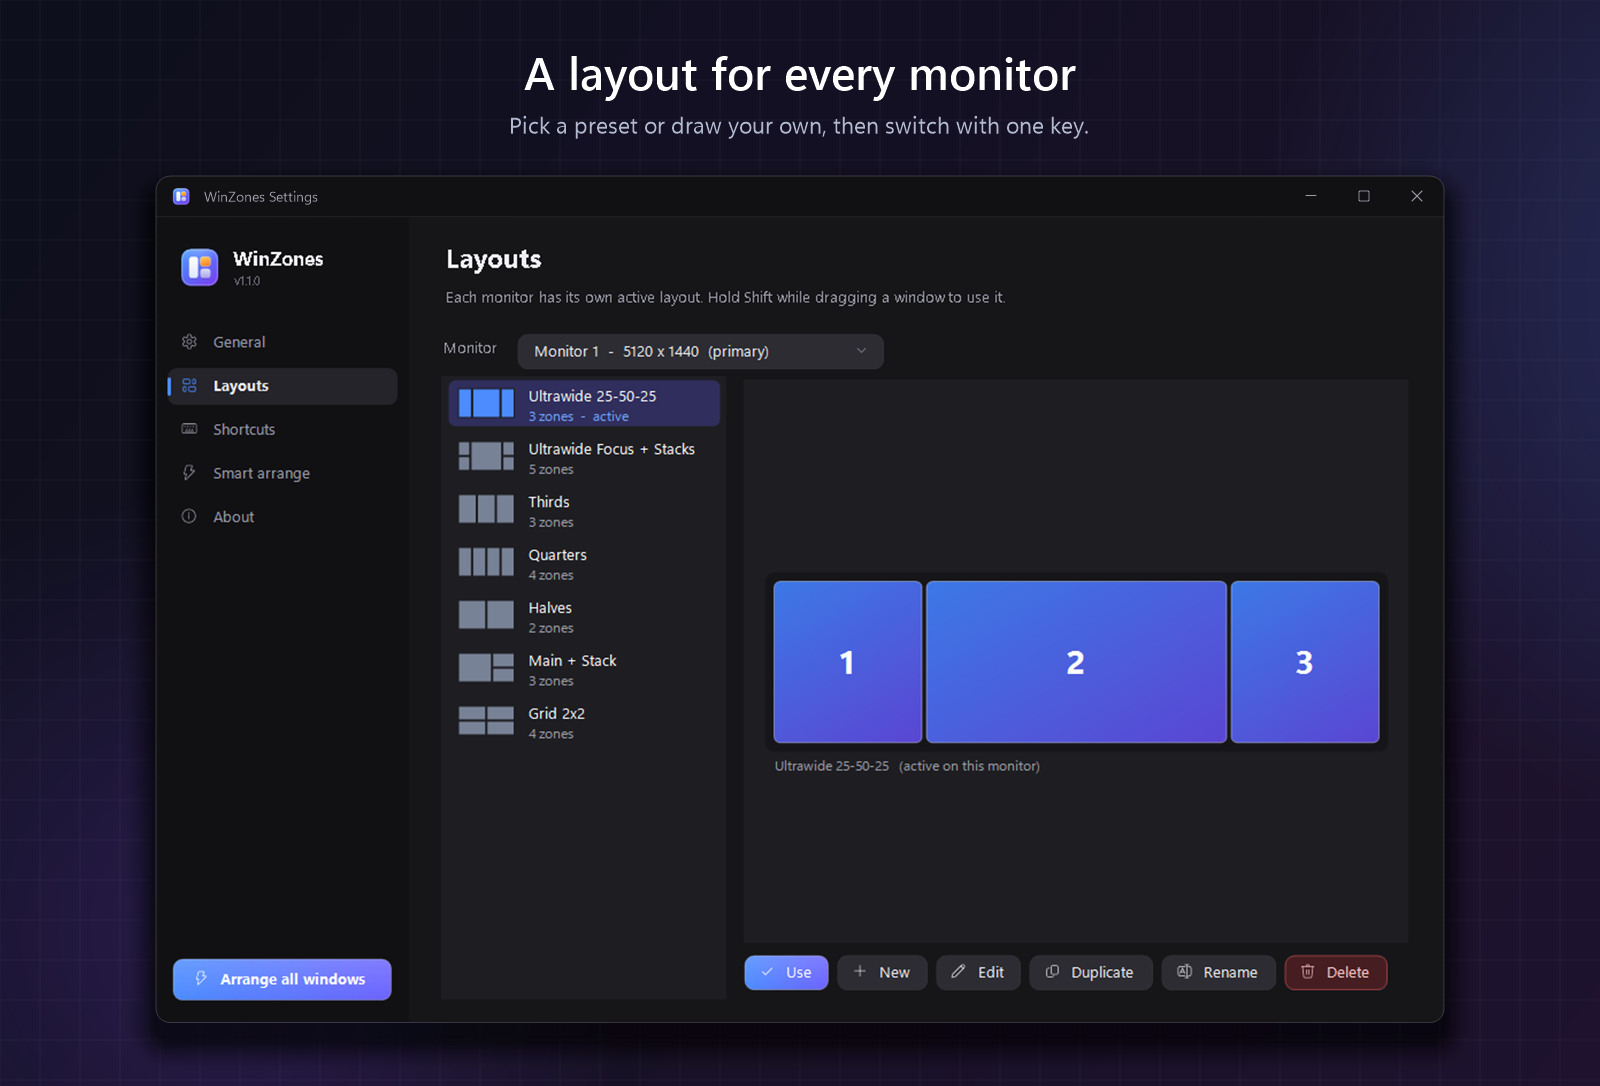 A layout for every monitor
Pick a preset or draw your own, then switch with one key.
WinZones Settings
WinZones
v1.1.0
General
Layouts
Shortcuts
Smart arrange
About
Arrange all windows
Layouts
Each monitor has its own active layout. Hold Shift while dragging a window to use it.
Monitor
Monitor 1 - 5120 x 1440 (primary)
Ultrawide 25-50-25
3 zones - active
Ultrawide Focus + Stacks
5 zones
Thirds
3 zones
Quarters
4 zones
Halves
2 zones
Main + Stack
3 zones
Grid 2x2
4 zones
1
2
3
Ultrawide 25-50-25 (active on this monitor)
Use
New
Edit
Duplicate
Rename
Delete